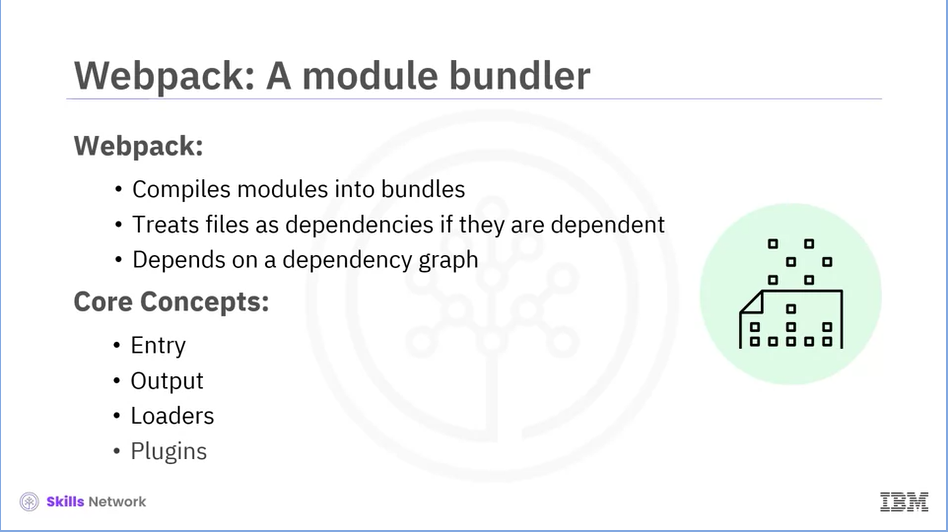 Webpack: A module bundler
Webpack:
• Compiles modules into bundles
• Treats files as dependencies if they are dependent
• Depends on a dependency graph
Core Concepts:
• Entry
• Output
• Loaders
• Plugins
Skills Network
IBM